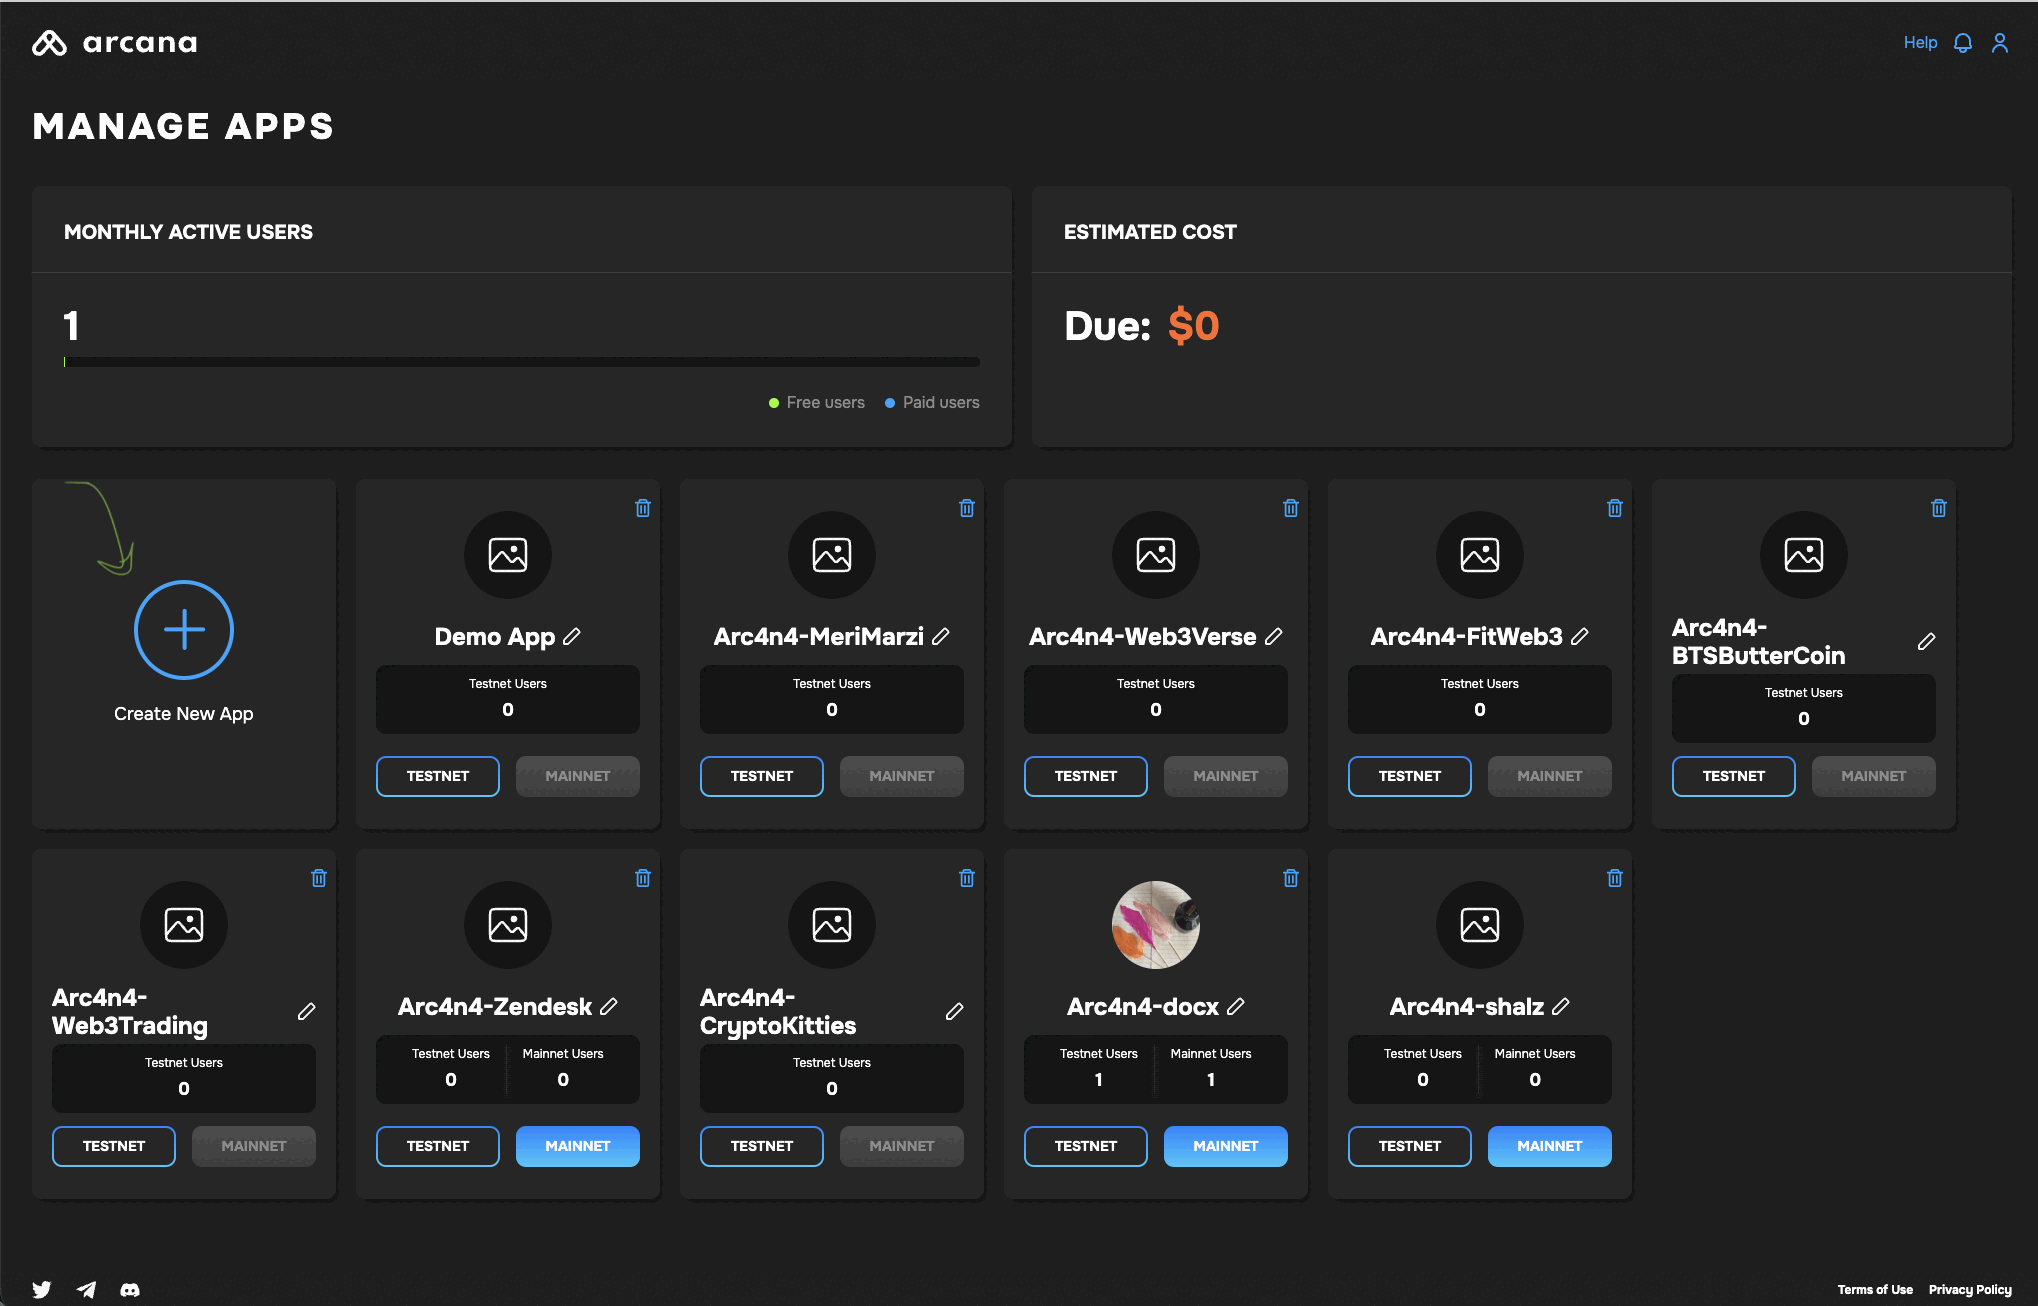 arcana
Help
MANAGE APPS
MONTHLY ACTIVE USERS
1
Free users Paid users
ESTIMATED COST
Due: $0
Create New App
Demo App
Testnet Users
0
TESTNET MAINNET
Arc4n4-MeriMarzi
Testnet Users
0
TESTNET MAINNET
Arc4n4-Web3Verse
Testnet Users
0
TESTNET MAINNET
Arc4n4-FitWeb3
Testnet Users
0
TESTNET MAINNET
Arc4n4-
BTSButterCoin
Testnet Users
0
TESTNET MAINNET
Arc4n4-
Web3Trading
Testnet Users
0
TESTNET MAINNET
Arc4n4-Zendesk
Testnet Users Mainnet Users
0 0
TESTNET MAINNET
Arc4n4-
CryptoKitties
Testnet Users
0
TESTNET MAINNET
Arc4n4-docx
Testnet Users Mainnet Users
1 1
TESTNET MAINNET
Arc4n4-shalz
Testnet Users Mainnet Users
0 0
TESTNET MAINNET
Terms of Use Privacy Policy